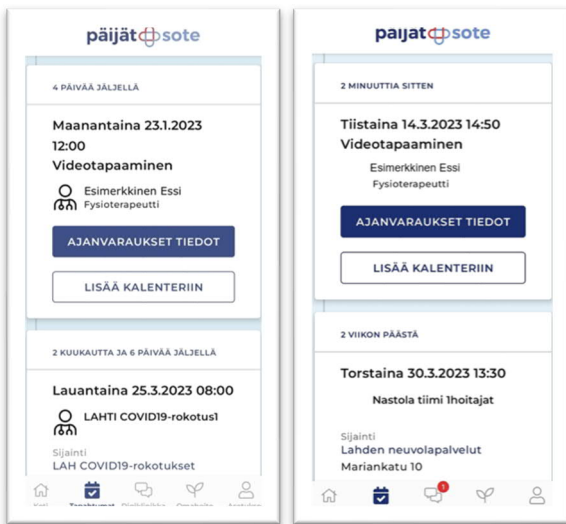 päijät sote
4 PÄIVÄÄ JÄLJELLÄ
Maanantaina 23.1.2023
12:00
Videotapaaminen
Esimerkkinen Essi
Fysioterapeutti
AJANVARAUKSET TIEDOT
LISÄÄ KALENTERIIN
2 KUUKAUTTA JA 6 PÄIVÄÄ JÄLJELLÄ
Lauantaina 25.3.2023 08:00
LAHTI COVID19-rokotus1
Sijainti
LAH COVID19-rokotukset
Koti Tapahtumat Digiklinikka Omahoito
päijät sote
2 MINUUTTIA SITTEN
Tiistaina 14.3.2023 14:50
Videotapaaminen
Esimerkkinen Essi
Fysioterapeutti
AJANVARAUKSET TIEDOT
LISÄÄ KALENTERIIN
2 VIIKON PÄÄSTÄ
Torstaina 30.3.2023 13:30
Nastola tiimi 1hoitajat
Sijainti
Lahden neuvolapalvelut
Mariankatu 10
1